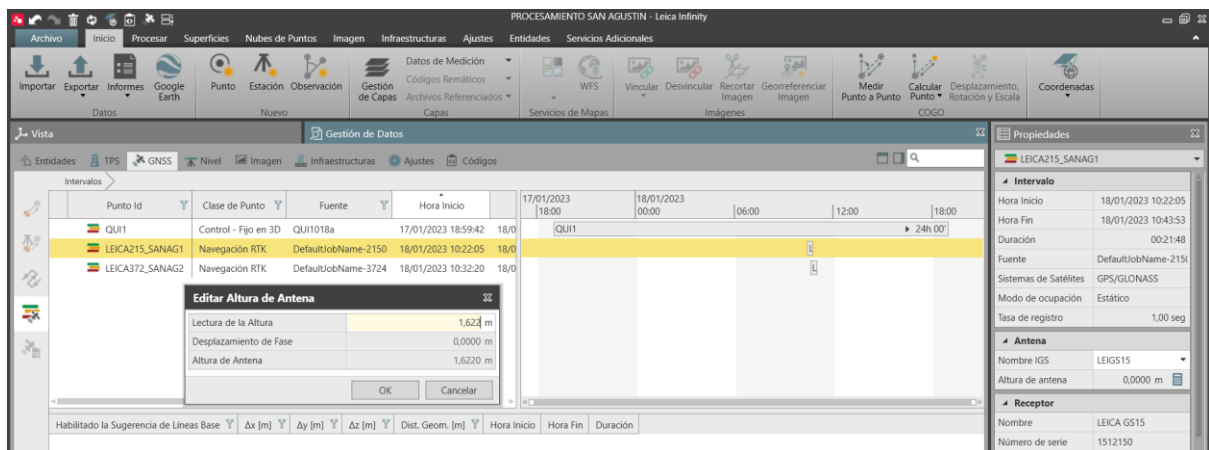 PROCESAMIENTO SAN AGUSTIN - Leica Infinity
Archivo Inicio Procesar Superficies Nubes de Puntos Imagen Infraestructuras Ajustes Entidades Servicios Adicionales
Importar Exportar Informes Google Earth Punto Estación Observación Gestión de Capas Datos de Medición Códigos Remáticos Archivos Referenciados WFS Vincular Desvincular Recortar Imagen Georreferenciar Imagen Medir Punto a Punto Calcular Punto Desplazamiento, Rotación y Escala Coordenadas
Datos Nuevo Capas Servicios de Mapas Imágenes COGO
Vista Gestión de Datos Propiedades
Entidades TPS GNSS Nivel Imagen Infraestructuras Ajustes Códigos LEICA215_SANAG1
Intervalos
Punto Id Clase de Punto Fuente Hora Inicio
17/01/2023 18/01/2023
18:00 00:00 06:00 12:00 18:00
QUI1 Control - Fijo en 3D QUI1018a 17/01/2023 18:59:42 18/0 QUI1 24h 00'
LEICA215_SANAG1 Navegación RTK DefaultJobName-2150 18/01/2023 10:22:05 18/0 L
LEICA372_SANAG2 Navegación RTK DefaultJobName-3724 18/01/2023 10:32:20 18/0 L
Editar Altura de Antena
Lectura de la Altura 1,622 m
Desplazamiento de Fase 0,0000 m
Altura de Antena 1,6220 m
OK Cancelar
Habilitado la Sugerencia de Líneas Base Δx [m] Δy [m] Δz [m] Dist. Geom. [m] Hora Inicio Hora Fin Duración
Intervalo
Hora Inicio 18/01/2023 10:22:05
Hora Fin 18/01/2023 10:43:53
Duración 00:21:48
Fuente DefaultJobName-215(
Sistemas de Satélites GPS/GLONASS
Modo de ocupación Estático
Tasa de registro 1,00 seg
Antena
Nombre IGS LEIGS15
Altura de antena 0,0000 m
Receptor
Nombre LEICA GS15
Número de serie 1512150